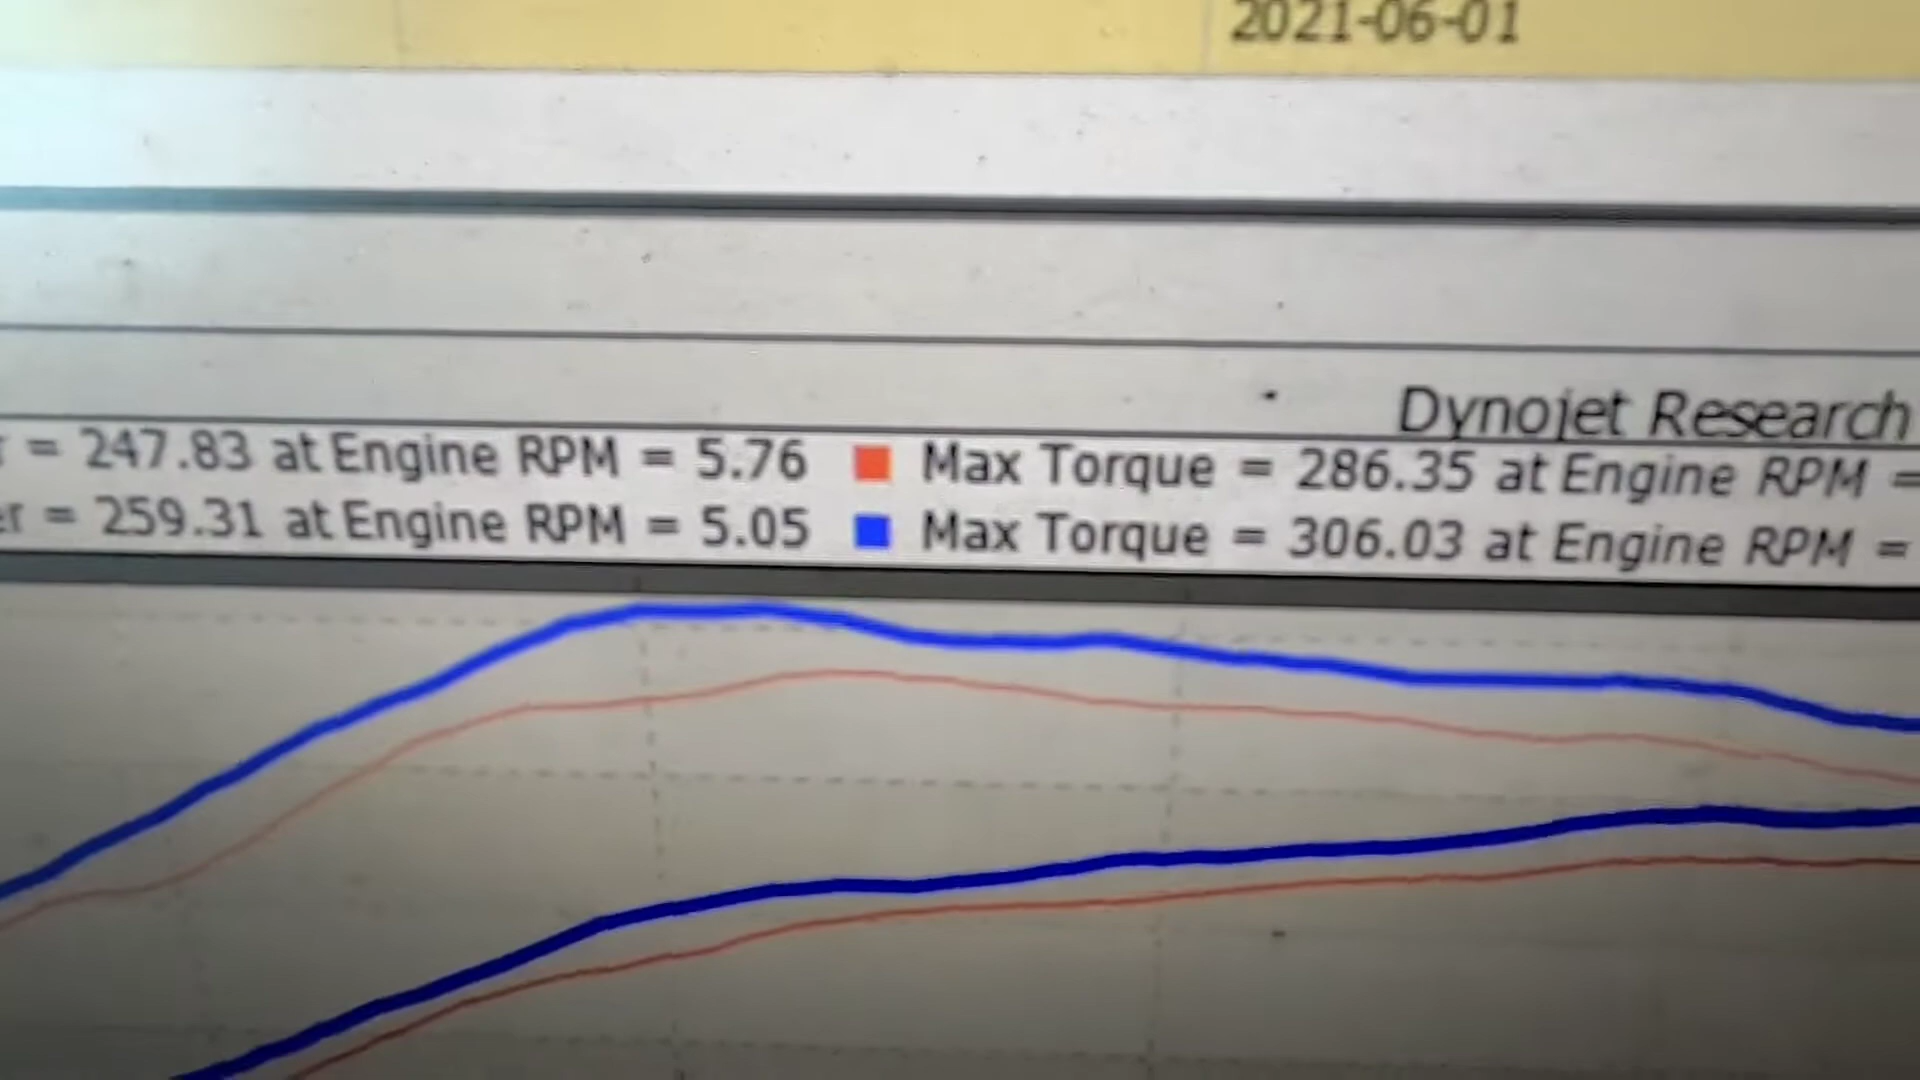 2021-06-01
Dynojet Research
= 247.83 at Engine RPM = 5.76 Max Torque = 286.35 at Engine RPM =
= 259.31 at Engine RPM = 5.05 Max Torque = 306.03 at Engine RPM =